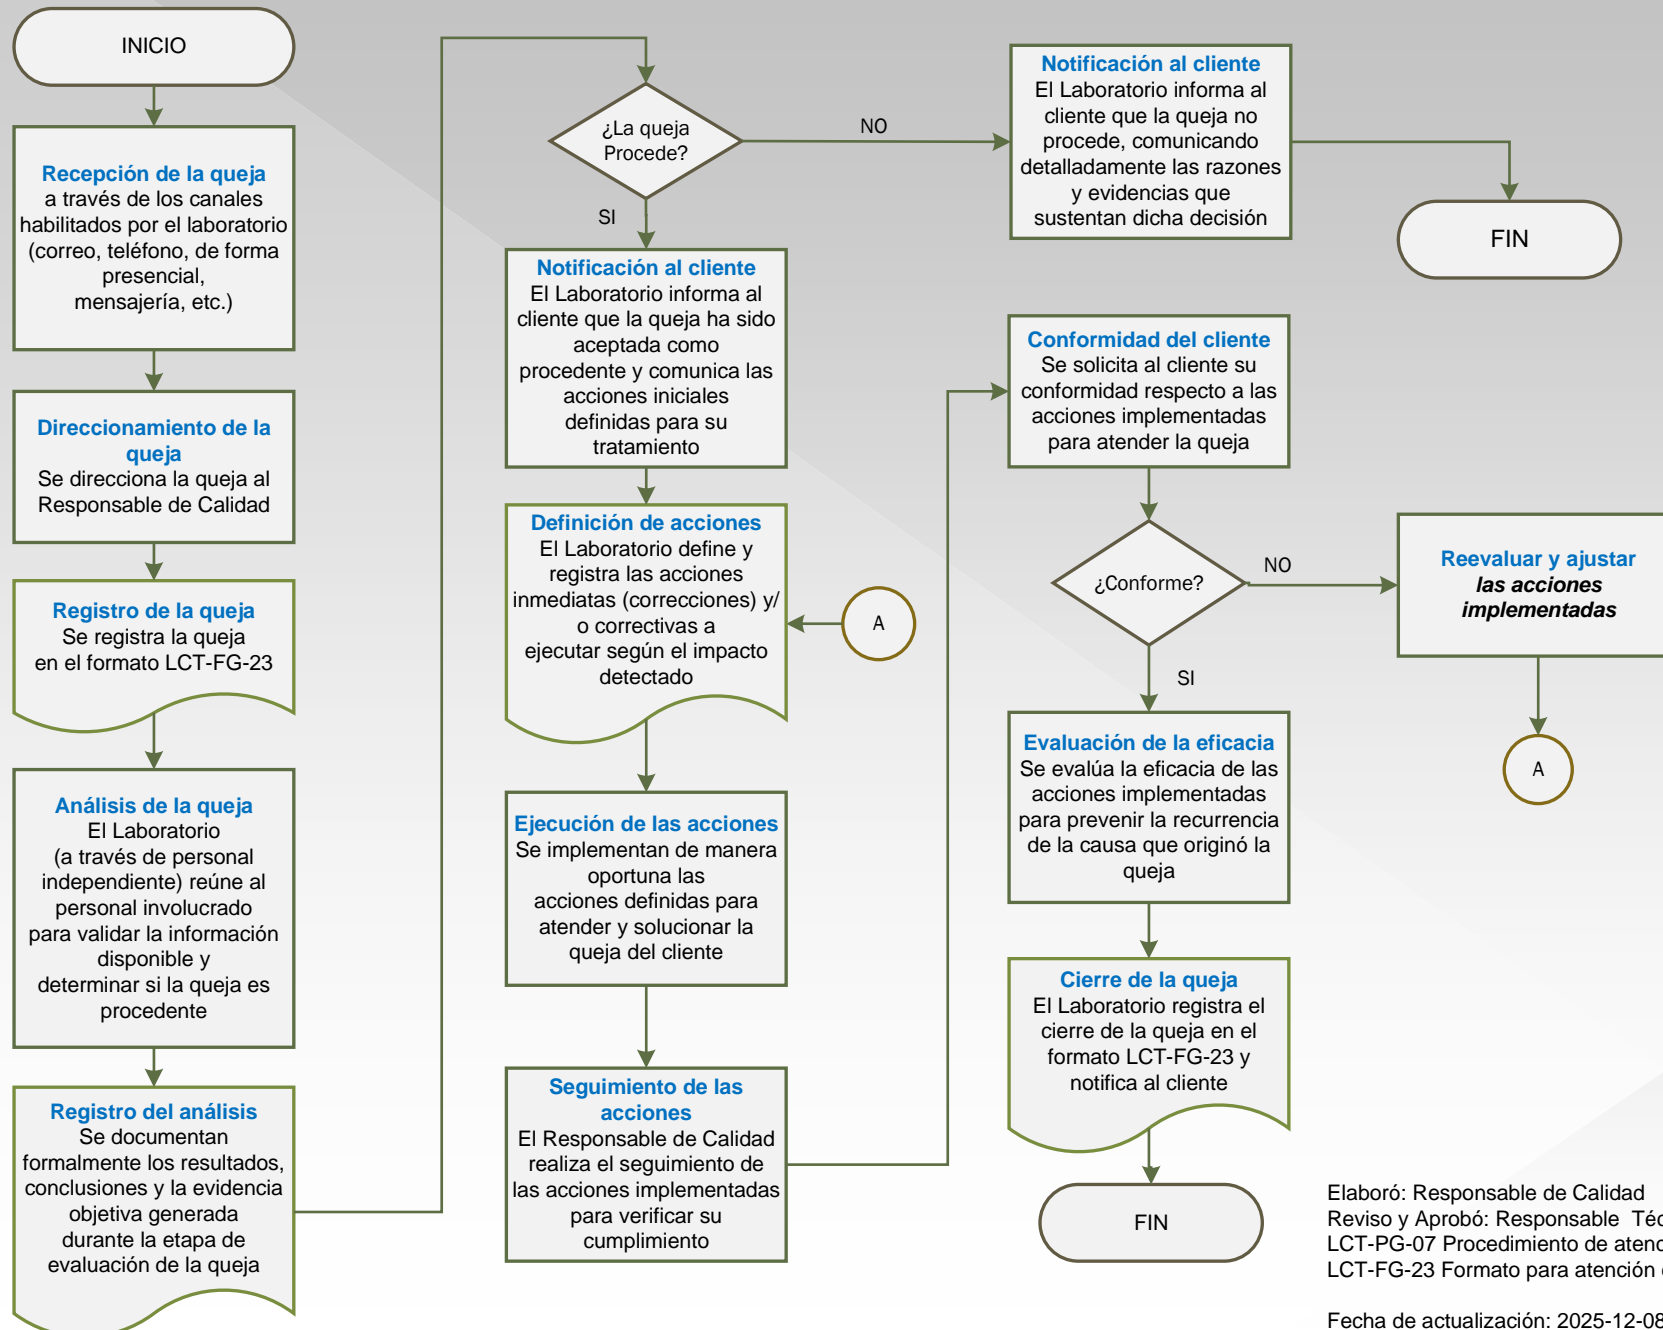 INICIO
Recepción de la queja
a través de los canales
habilitados por el laboratorio
(correo, teléfono, de forma
presencial,
mensajería, etc.)
Direccionamiento de la
queja
Se direcciona la queja al
Responsable de Calidad
Registro de la queja
Se registra la queja
en el formato LCT-FG-23
Análisis de la queja
El Laboratorio
(a través de personal
independiente) reúne al
personal involucrado
para validar la información
disponible y
determinar si la queja es
procedente
Registro del análisis
Se documentan
formalmente los resultados,
conclusiones y la evidencia
objetiva generada
durante la etapa de
evaluación de la queja
¿La queja
Procede?
NO
SI
Notificación al cliente
El Laboratorio informa al
cliente que la queja no
procede, comunicando
detalladamente las razones
y evidencias que
sustentan dicha decisión
FIN
Notificación al cliente
El Laboratorio informa al
cliente que la queja ha sido
aceptada como
procedente y comunica las
acciones iniciales
definidas para su
tratamiento
Definición de acciones
El Laboratorio define y
registra las acciones
inmediatas (correcciones) y/
o correctivas a
ejecutar según el impacto
detectado
A
Ejecución de las acciones
Se implementan de manera
oportuna las
acciones definidas para
atender y solucionar la
queja del cliente
Seguimiento de las
acciones
El Responsable de Calidad
realiza el seguimiento de
las acciones implementadas
para verificar su
cumplimiento
Conformidad del cliente
Se solicita al cliente su
conformidad respecto a las
acciones implementadas
para atender la queja
¿Conforme?
NO
SI
Reevaluar y ajustar
las acciones
implementadas
A
Evaluación de la eficacia
Se evalúa la eficacia de las
acciones implementadas
para prevenir la recurrencia
de la causa que originó la
queja
Cierre de la queja
El Laboratorio registra el
cierre de la queja en el
formato LCT-FG-23 y
notifica al cliente
FIN
Elaboró: Responsable de Calidad
Reviso y Aprobó: Responsable
LCT-PG-07 Procedimiento de
LCT-FG-23 Formato para atención
Fecha de actualización: 2025-12-08